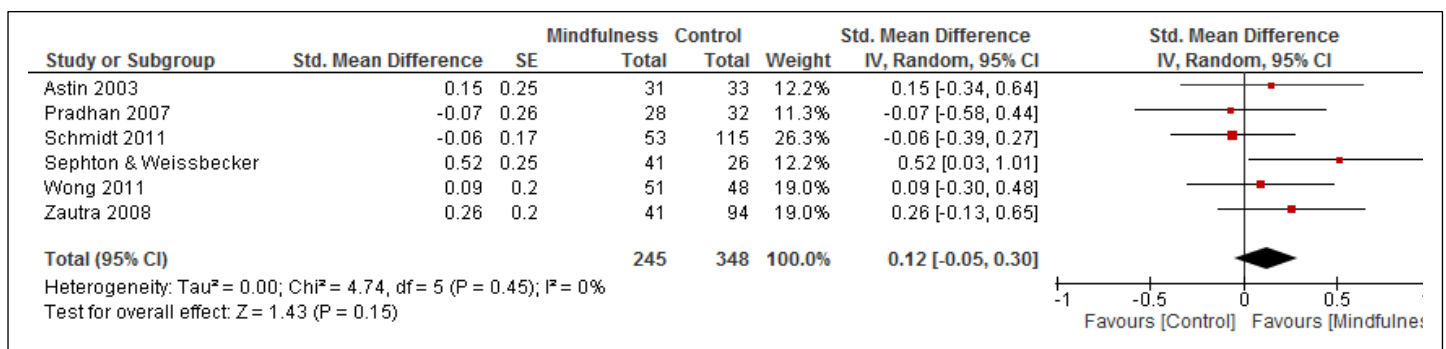 Mindfulness Control Std. Mean Difference Std. Mean Difference
Study or Subgroup Std. Mean Difference SE Total Total Weight IV, Random, 95% CI IV, Random, 95% CI
Astin 2003 0.15 0.25 31 33 12.2% 0.15 [-0.34, 0.64]
Pradhan 2007 -0.07 0.26 28 32 11.3% -0.07 [-0.58, 0.44]
Schmidt 2011 -0.06 0.17 53 115 26.3% -0.06 [-0.39, 0.27]
Sephton & Weissbecker 0.52 0.25 41 26 12.2% 0.52 [0.03, 1.01]
Wong 2011 0.09 0.2 51 48 19.0% 0.09 [-0.30, 0.48]
Zautra 2008 0.26 0.2 41 94 19.0% 0.26 [-0.13, 0.65]
Total (95% CI) 245 348 100.0% 0.12 [-0.05, 0.30]
Heterogeneity: Tau² = 0.00; Chi² = 4.74, df = 5 (P = 0.45); I² = 0%
Test for overall effect: Z = 1.43 (P = 0.15)
-1 -0.5 0 0.5
Favours [Control] Favours [Mindfulne